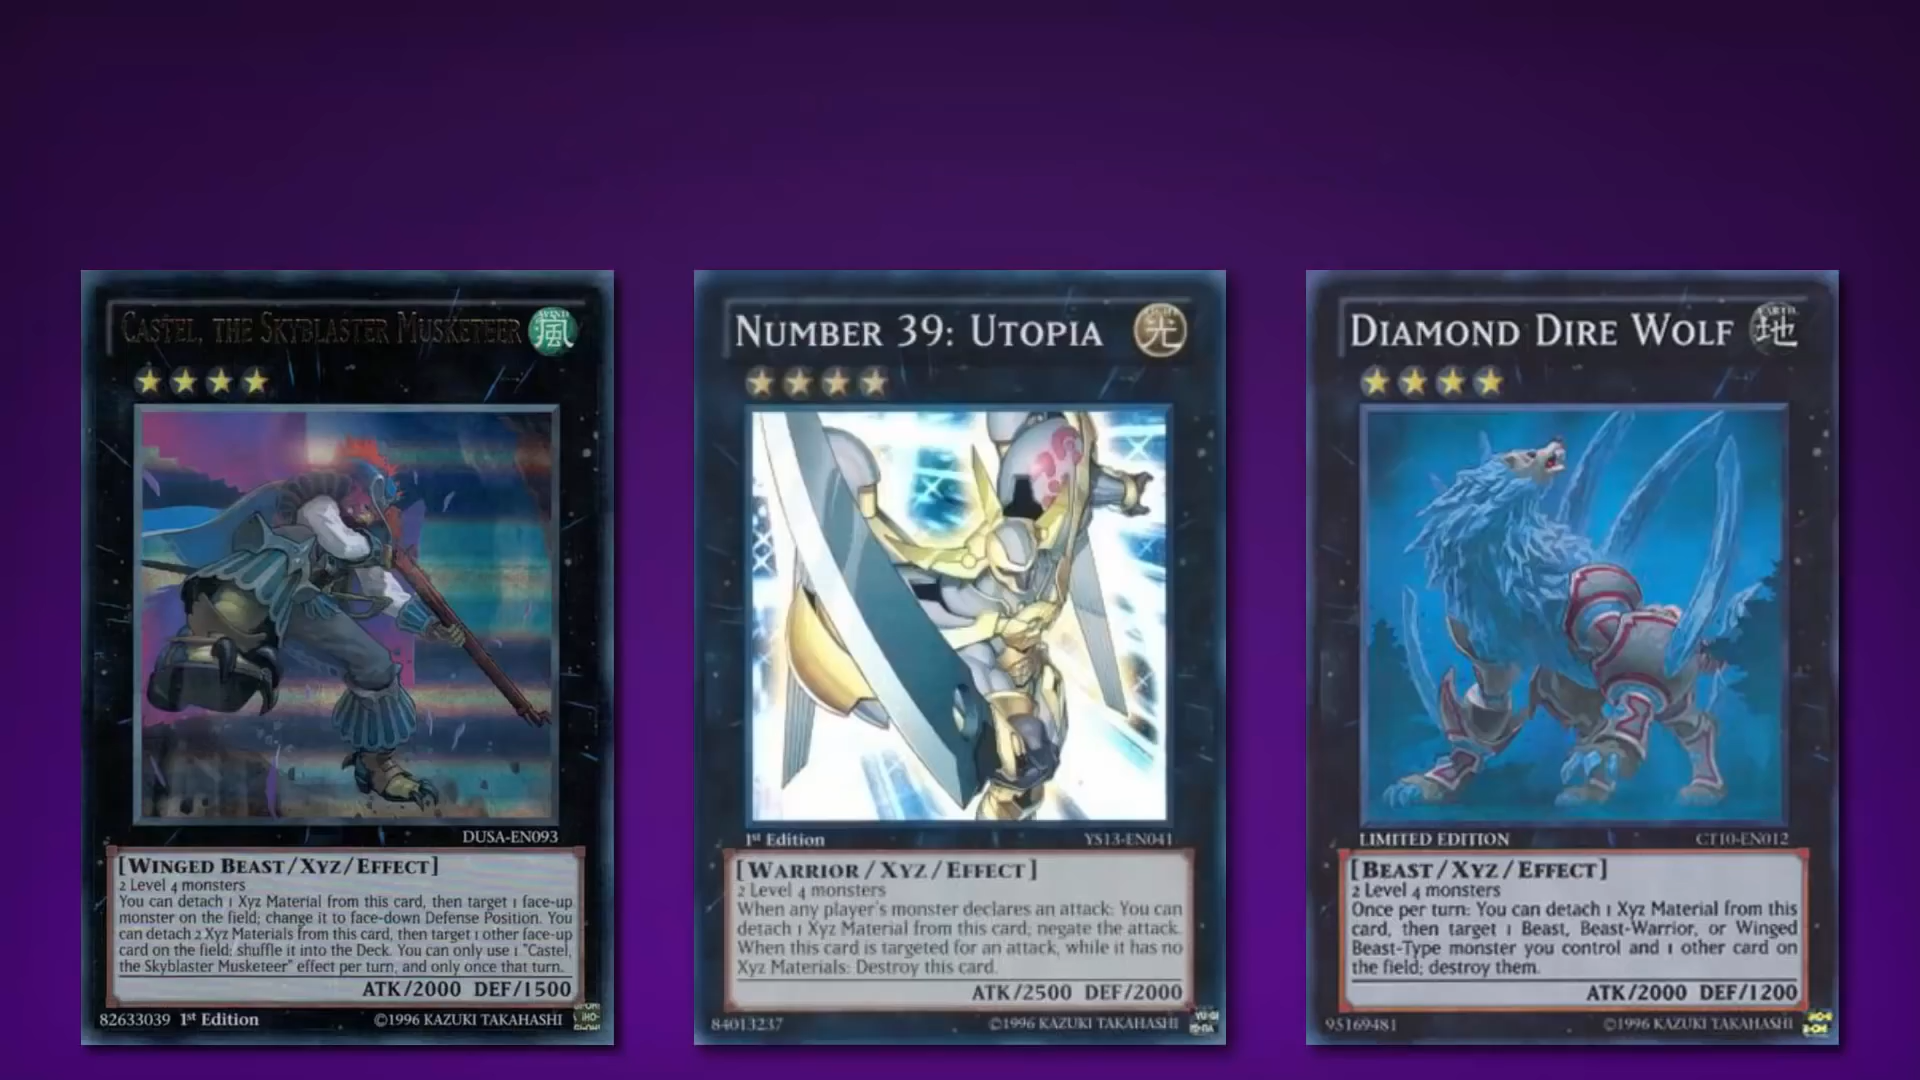 CASTEL, THE SKYBLASTER MUSKETEER
WIND
風
DUSA-EN093
[WINGED BEAST/XYZ/EFFECT]
2 Level 4 monsters
You can detach 1 Xyz Material from this card, then target 1 face-up
monster on the field; change it to face-down Defense Position. You
can detach 2 Xyz Materials from this card, then target 1 other face-up
card on the field; shuffle it into the Deck. You can only use 1 "Castel,
the Skyblaster Musketeer" effect per turn, and only once that turn.
ATK/2000 DEF/1500
82633039 1st Edition ©1996 KAZUKI TAKAHASHI
NUMBER 39: UTOPIA
LIGHT
光
1st Edition YS13-EN041
[WARRIOR/XYZ/EFFECT]
2 Level 4 monsters
When any player's monster declares an attack: You can
detach 1 Xyz Material from this card; negate the attack.
When this card is targeted for an attack, while it has no
Xyz Materials: Destroy this card.
ATK/2500 DEF/2000
84013237 ©1996 KAZUKI TAKAHASHI
DIAMOND DIRE WOLF
EARTH
地
LIMITED EDITION CT10-EN012
[BEAST/XYZ/EFFECT]
2 Level 4 monsters
Once per turn: You can detach 1 Xyz Material from this
card, then target 1 Beast, Beast-Warrior, or Winged
Beast-Type monster you control and 1 other card on
the field; destroy them.
ATK/2000 DEF/1200
95169481 ©1996 KAZUKI TAKAHASHI